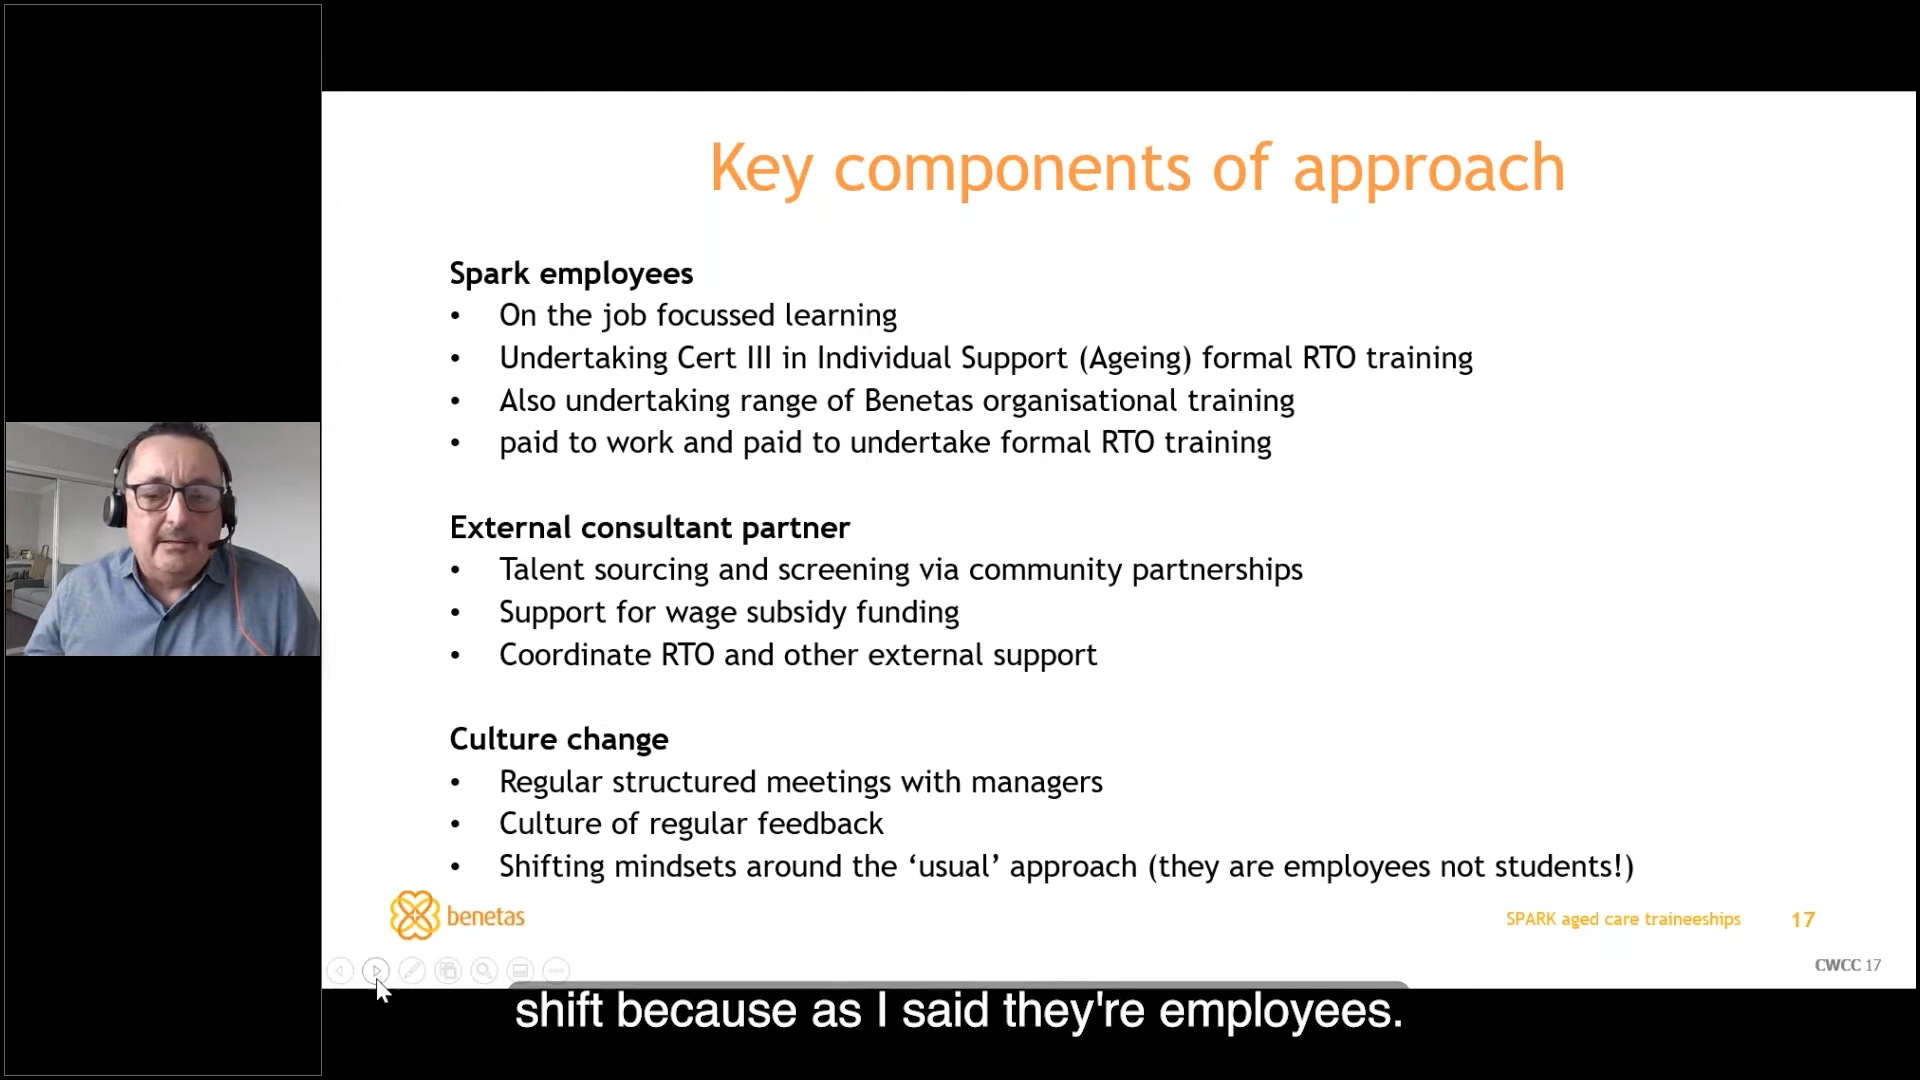 Key components of approach
Spark employees
• On the job focussed learning
• Undertaking Cert III in Individual Support (Ageing) formal RTO training
• Also undertaking range of Benetas organisational training
• paid to work and paid to undertake formal RTO training
External consultant partner
• Talent sourcing and screening via community partnerships
• Support for wage subsidy funding
• Coordinate RTO and other external support
Culture change
• Regular structured meetings with managers
• Culture of regular feedback
• Shifting mindsets around the ‘usual’ approach (they are employees not students!)
benetas
SPARK aged care traineeships 17
CWCC 17
shift because as I said they're employees.